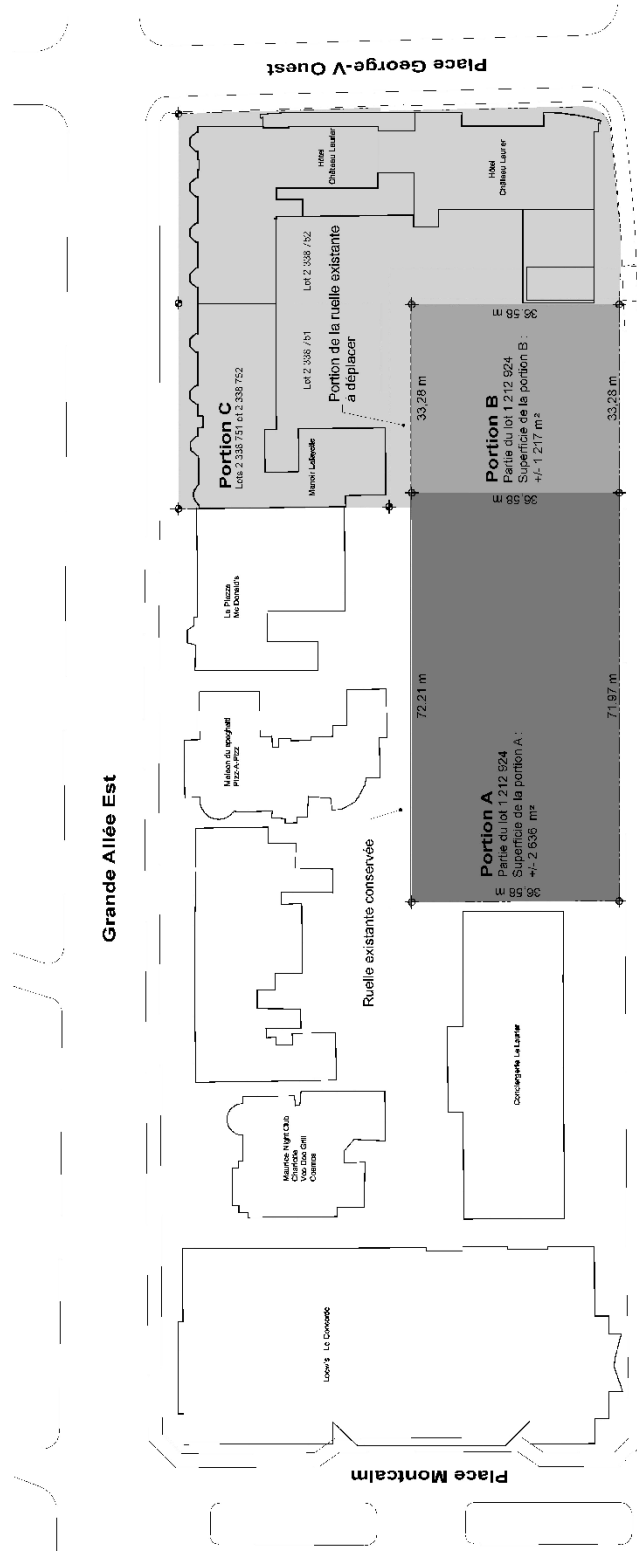 Grande Allée Est
Place George-V Ouest
Place Montcalm
Loew's Le Concorde
Maurice Night Club
Charlotte
Voo Doo Grill
Cosmos
Maison du spaghetti
Pizz-A-Pizz
La Piazza
Mc Donald's
Portion C
Lots 2 338 751 et 2 338 752
Manoir Lafayette
Lot 2 338 751
Lot 2 338 752
Hôtel
Château Laurier
Hôtel
Château Laurier
Portion de la ruelle existante
à déplacer
Ruelle existante conservée
Conciergerie Le Laurier
Portion A
Partie du lot 1 212 924
Superficie de la portion A :
+/- 2 636 m²
36,58 m
72.21 m
71,97 m
36,58 m
Portion B
Partie du lot 1 212 924
Superficie de la portion B :
+/- 1 217 m²
33,28 m
33,28 m
36,58 m